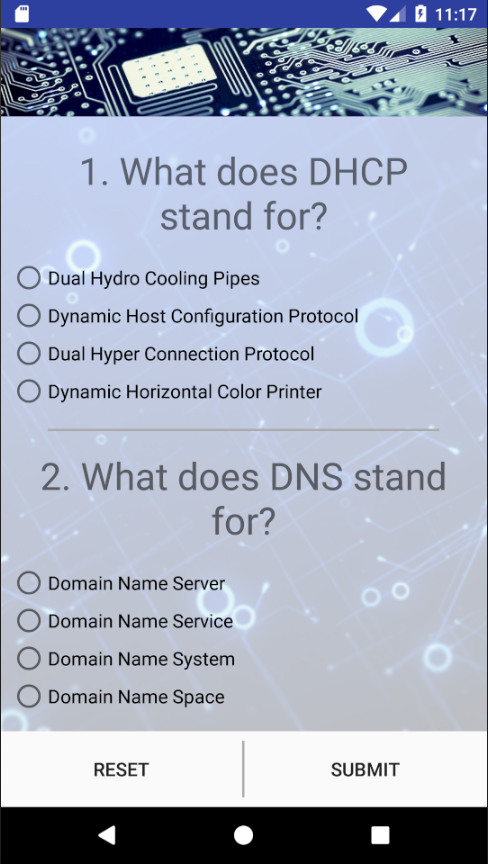 11:17
1. What does DHCP
stand for?
Dual Hydro Cooling Pipes
Dynamic Host Configuration Protocol
Dual Hyper Connection Protocol
Dynamic Horizontal Color Printer
2. What does DNS stand
for?
Domain Name Server
Domain Name Service
Domain Name System
Domain Name Space
RESET
SUBMIT